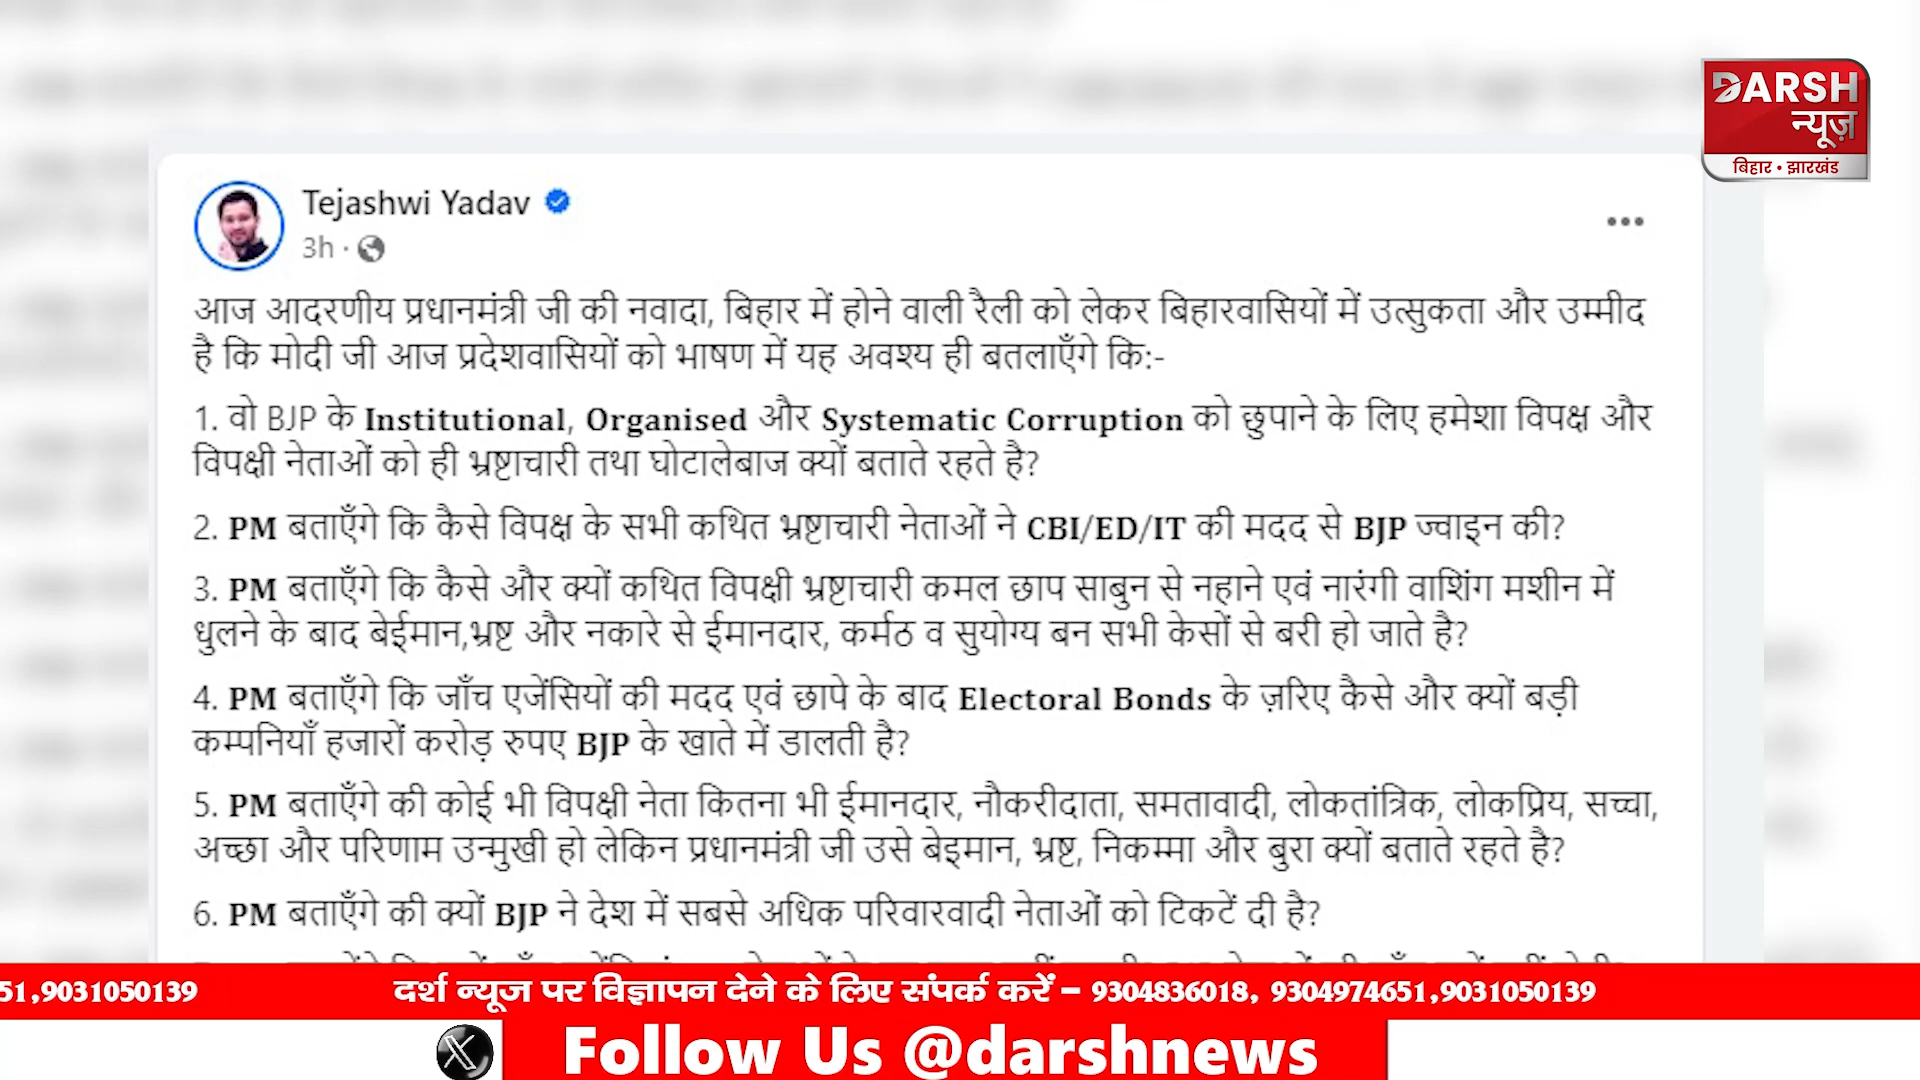 DARSH
न्यूज़
बिहार • झारखंड
Tejashwi Yadav
3h ·
आज आदरणीय प्रधानमंत्री जी की नवादा, बिहार में होने वाली रैली को लेकर बिहारवासियों में उत्सुकता और उम्मीद
है कि मोदी जी आज प्रदेशवासियों को भाषण में यह अवश्य ही बतलाएँगे कि:-
1. वो BJP के Institutional, Organised और Systematic Corruption को छुपाने के लिए हमेशा विपक्ष और
विपक्षी नेताओं को ही भ्रष्टाचारी तथा घोटालेबाज क्यों बताते रहते है?
2. PM बताएँगे कि कैसे विपक्ष के सभी कथित भ्रष्टाचारी नेताओं ने CBI/ED/IT की मदद से BJP ज्वाइन की?
3. PM बताएँगे कि कैसे और क्यों कथित विपक्षी भ्रष्टाचारी कमल छाप साबुन से नहाने एवं नारंगी वाशिंग मशीन में
धुलने के बाद बेईमान,भ्रष्ट और नकारे से ईमानदार, कर्मठ व सुयोग्य बन सभी केसों से बरी हो जाते है?
4. PM बताएँगे कि जाँच एजेंसियों की मदद एवं छापे के बाद Electoral Bonds के ज़रिए कैसे और क्यों बड़ी
कम्पनियाँ हजारों करोड़ रुपए BJP के खाते में डालती है?
5. PM बताएँगे की कोई भी विपक्षी नेता कितना भी ईमानदार, नौकरीदाता, समतावादी, लोकतांत्रिक, लोकप्रिय, सच्चा,
अच्छा और परिणाम उन्मुखी हो लेकिन प्रधानमंत्री जी उसे बेइमान, भ्रष्ट, निकम्मा और बुरा क्यों बताते रहते है?
6. PM बताएँगे की क्यों BJP ने देश में सबसे अधिक परिवारवादी नेताओं को टिकटें दी है?
51,9031050139 दर्श न्यूज पर विज्ञापन देने के लिए संपर्क करें – 9304836018, 9304974651,9031050139
Follow Us @darshnews